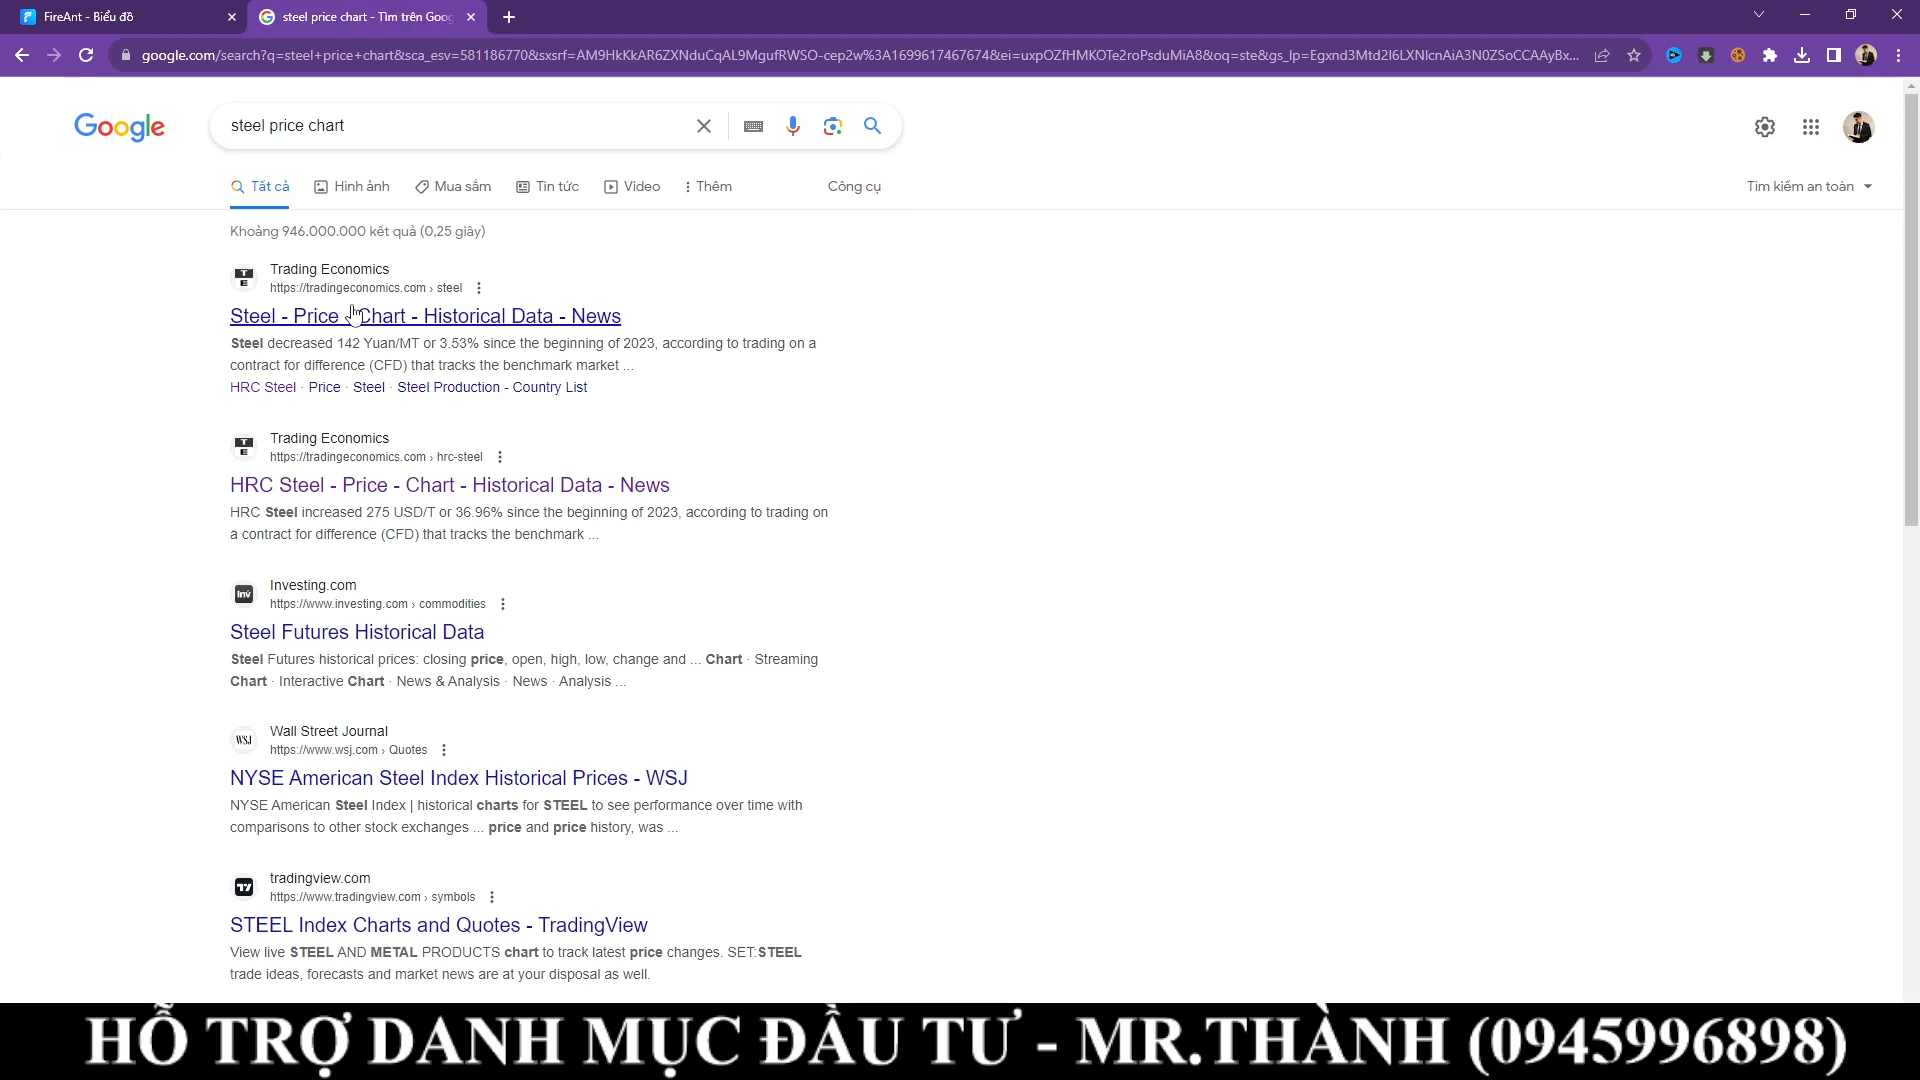 FireAnt - Biểu đồ
steel price chart - Tìm trên Goog
google.com/search?q=steel+price+chart&sca_esv=581186770&sxsrf=AM9HkKkAR6ZXNduCqAL9MgufRWSO-cep2w%3A1699617467674&ei=uxpOZfHMKOTe2roPsduMiA8&oq=ste&gs_lp=Egxnd3Mtd2l6LXNlcnAiA3N0ZSoCCAAyBx...
Google
steel price chart
Tất cả
Hình ảnh
Mua sắm
Tin tức
Video
Thêm
Công cụ
Tìm kiếm an toàn
Khoảng 946.000.000 kết quả (0,25 giây)
Trading Economics
https://tradingeconomics.com › steel
Steel - Price - Chart - Historical Data - News
Steel decreased 142 Yuan/MT or 3.53% since the beginning of 2023, according to trading on a
contract for difference (CFD) that tracks the benchmark market ...
HRC Steel · Price · Steel · Steel Production - Country List
Trading Economics
https://tradingeconomics.com › hrc-steel
HRC Steel - Price - Chart - Historical Data - News
HRC Steel increased 275 USD/T or 36.96% since the beginning of 2023, according to trading on
a contract for difference (CFD) that tracks the benchmark ...
inv
Investing.com
https://www.investing.com › commodities
Steel Futures Historical Data
Steel Futures historical prices: closing price, open, high, low, change and ... Chart · Streaming
Chart · Interactive Chart · News & Analysis · News · Analysis ...
WSJ
Wall Street Journal
https://www.wsj.com › Quotes
NYSE American Steel Index Historical Prices - WSJ
NYSE American Steel Index | historical charts for STEEL to see performance over time with
comparisons to other stock exchanges ... price and price history, was ...
tradingview.com
https://www.tradingview.com › symbols
STEEL Index Charts and Quotes - TradingView
View live STEEL AND METAL PRODUCTS chart to track latest price changes. SET:STEEL
trade ideas, forecasts and market news are at your disposal as well.
HỖ TRỢ DANH MỤC ĐẦU TƯ - MR.THÀNH (0945996898)